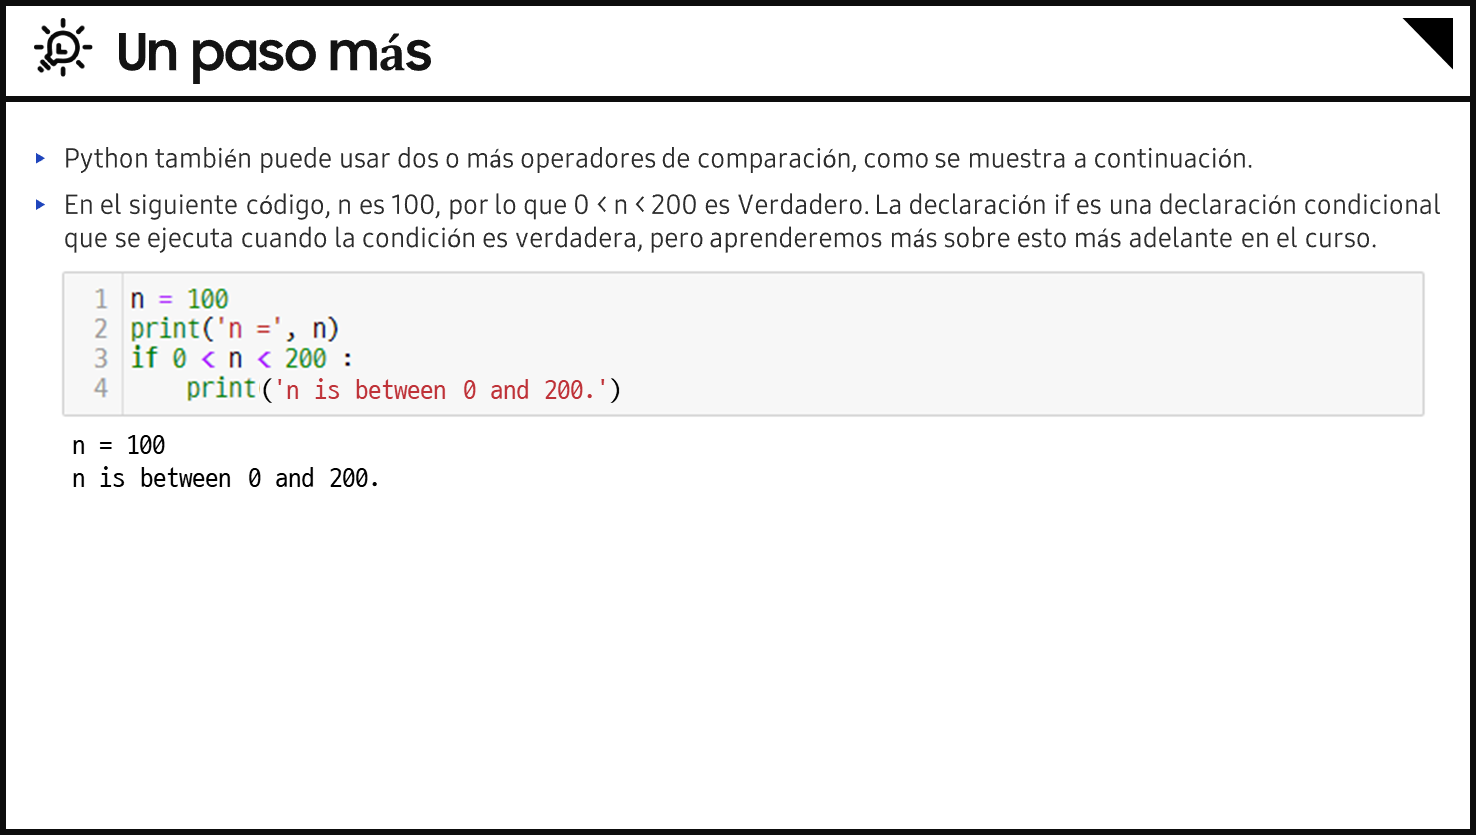 Un paso más
Python también puede usar dos o más operadores de comparación, como se muestra a continuación.
En el siguiente código, n es 100, por lo que 0 < n < 200 es Verdadero. La declaración if es una declaración condicional
que se ejecuta cuando la condición es verdadera, pero aprenderemos más sobre esto más adelante en el curso.
1 n = 100
2 print('n =', n)
3 if 0 < n < 200 :
4     print('n is between 0 and 200.')
n = 100
n is between 0 and 200.